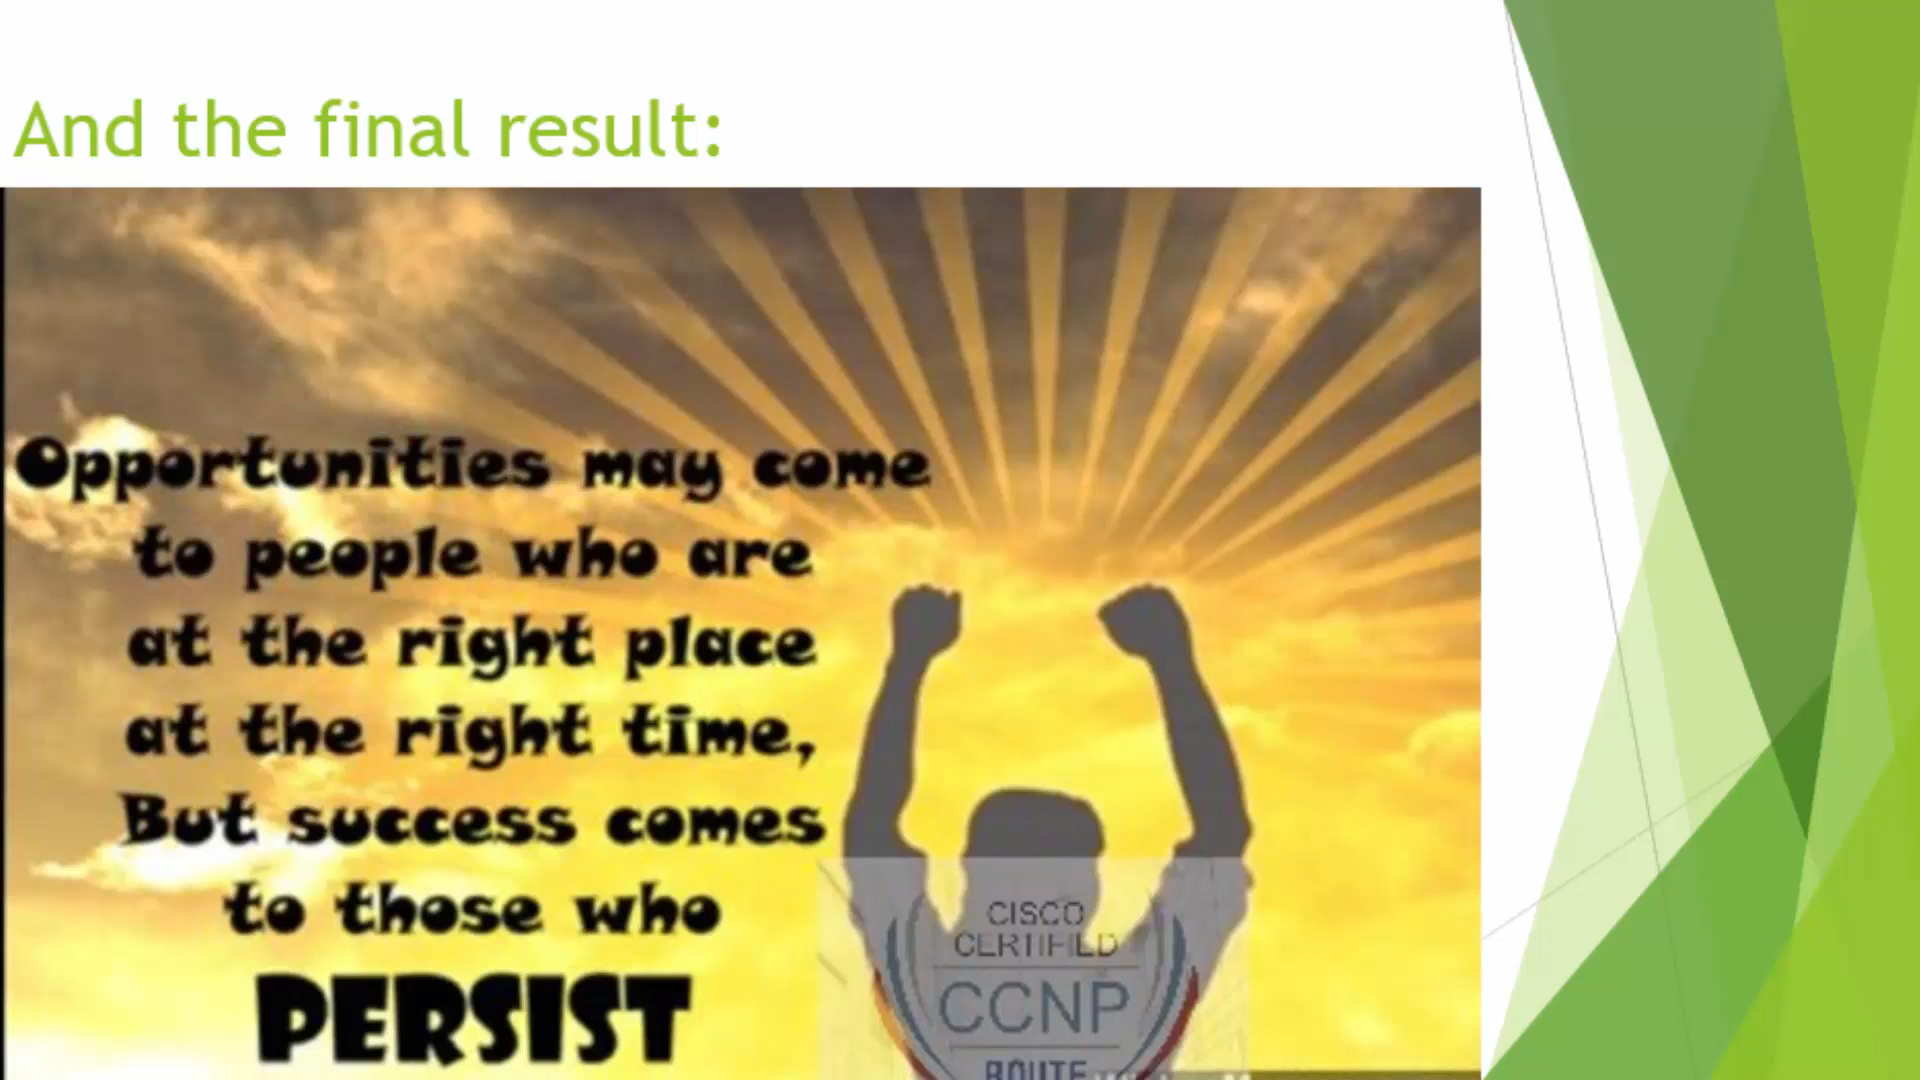 And the final result:
Opportunities may come
to people who are
at the right place
at the right time,
But success comes
to those who
PERSIST
CISCO
CERTIFIED
CCNP
ROUTE